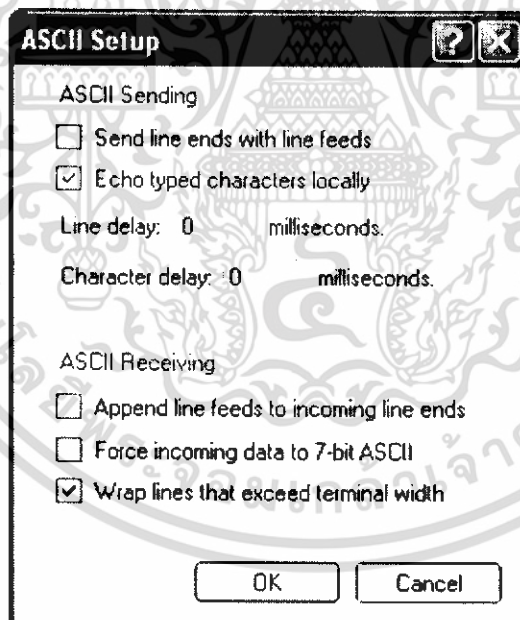 ASCII Setup
ASCII Sending
Send line ends with line feeds
Echo typed characters locally
Line delay: 0 milliseconds.
Character delay: 0 milliseconds.
ASCII Receiving
Append line feeds to incoming line ends
Force incoming data to 7-bit ASCII
Wrap lines that exceed terminal width
OK Cancel